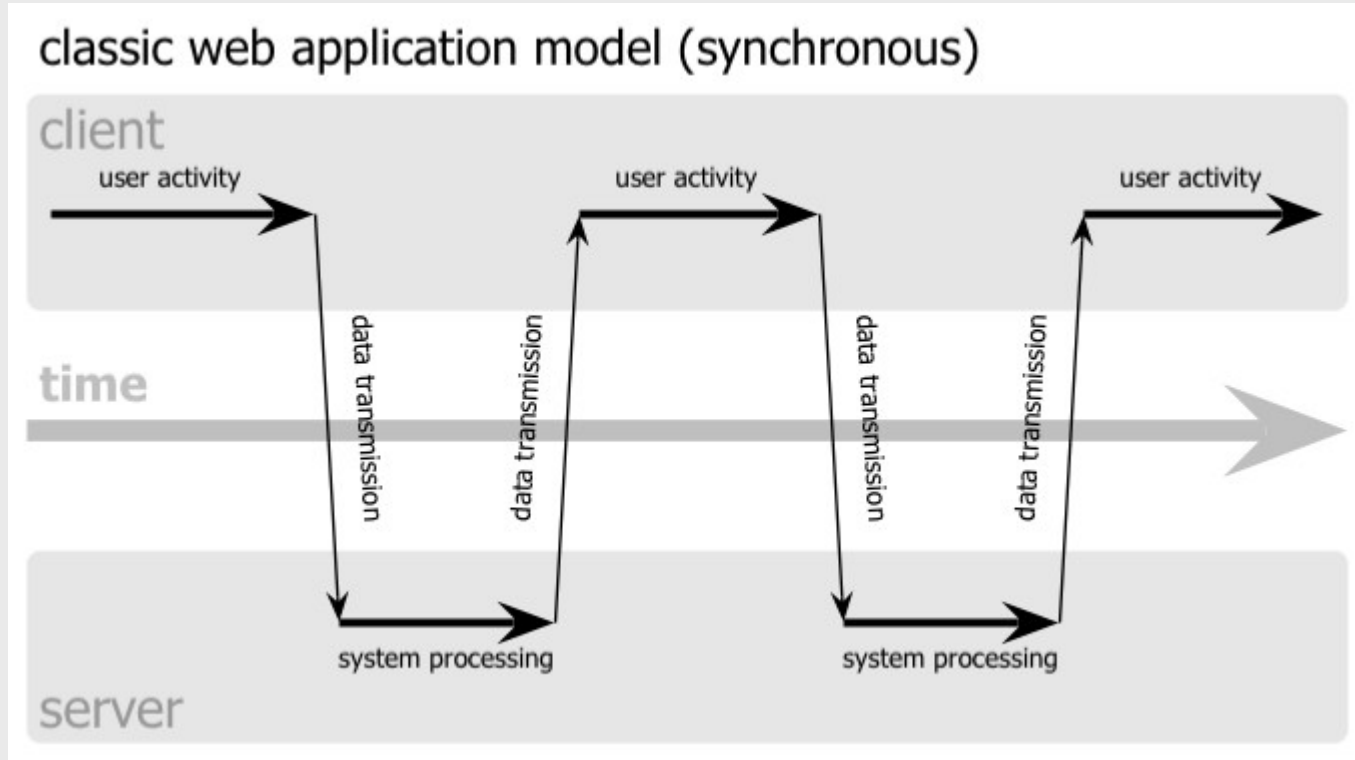 classic web application model (synchronous)
client
user activity
user activity
user activity
time
data transmission
data transmission
data transmission
data transmission
system processing
system processing
server